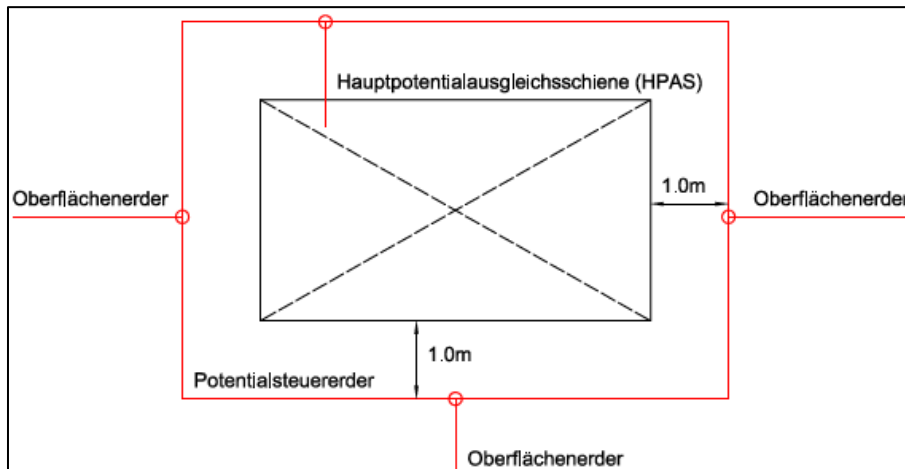 Hauptpotentialausgleichsschiene (HPAS)
Oberflächenerder
1.0m
Oberflächenerder
1.0m
Potentialsteuererder
Oberflächenerder